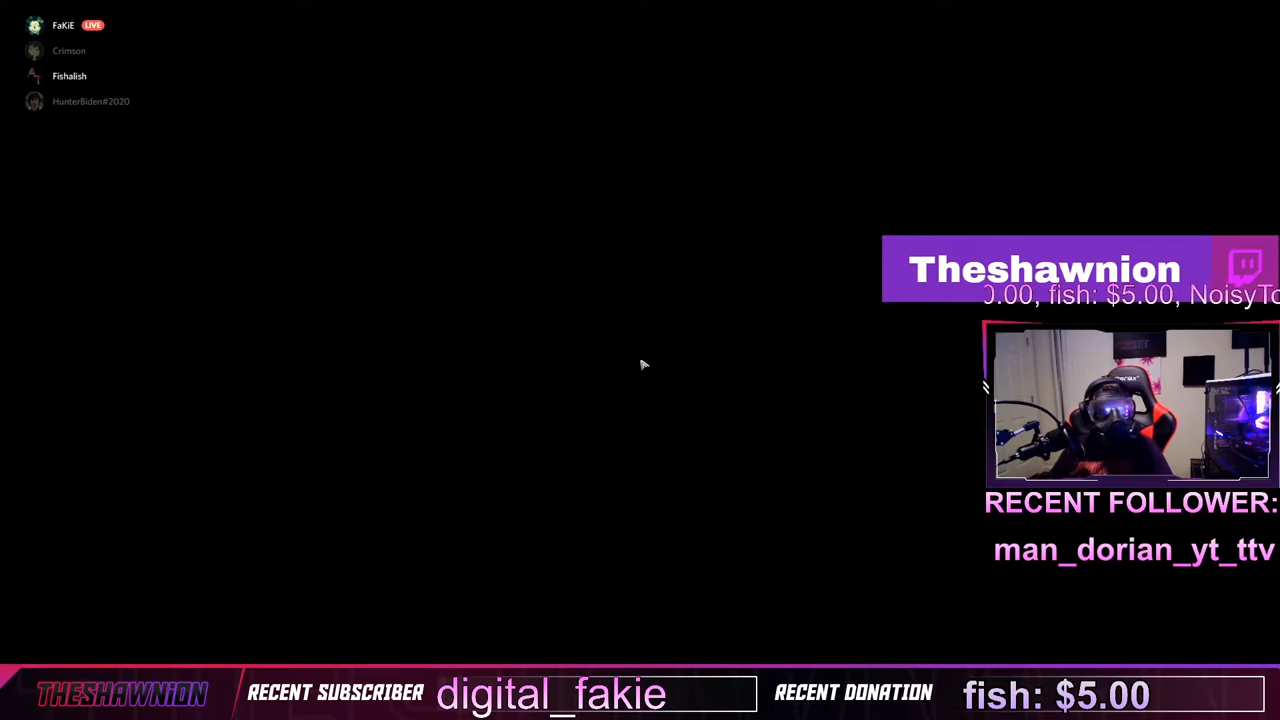 FaKiE LIVE
Crimson
Fishalish
HunterBiden#2020
Theshawnion
0.00, fish: $5.00, NoisyTo
RECENT FOLLOWER:
man_dorian_yt_ttv
THESHAWNiON
RECENT SUBSCRIBER digital_fakie
RECENT DONATION fish: $5.00